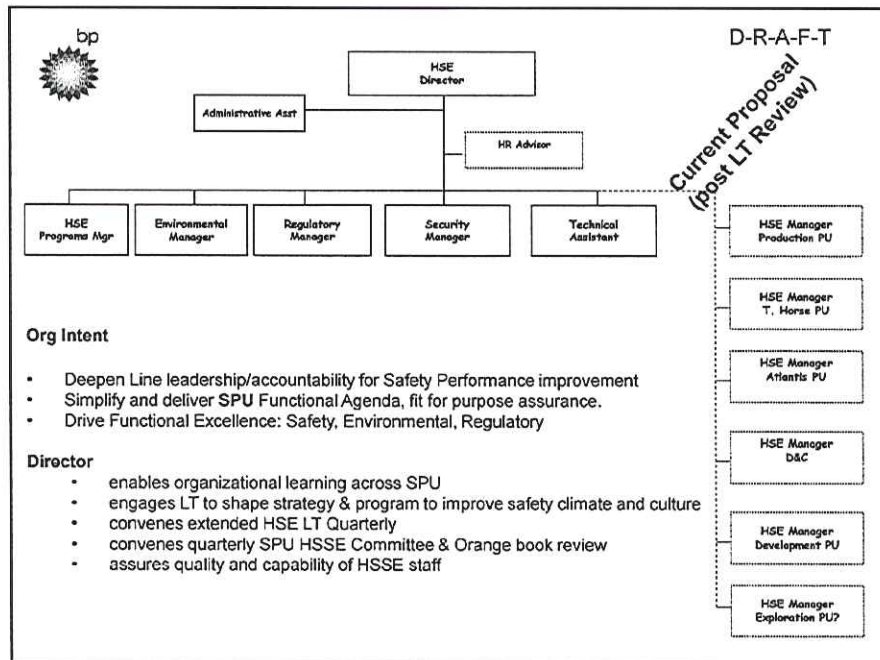 bp
D-R-A-F-T
HSE
Director
Administrative Asst
HR Advisor
Current Proposal
(post LT Review)
HSE
Programs Mgr
Environmental
Manager
Regulatory
Manager
Security
Manager
Technical
Assistant
HSE Manager
Production PU
HSE Manager
T. Horse PU
HSE Manager
Atlantis PU
HSE Manager
D&C
HSE Manager
Development PU
HSE Manager
Exploration PU?
Org Intent
• Deepen Line leadership/accountability for Safety Performance improvement
• Simplify and deliver SPU Functional Agenda, fit for purpose assurance.
• Drive Functional Excellence: Safety, Environmental, Regulatory
Director
• enables organizational learning across SPU
• engages LT to shape strategy & program to improve safety climate and culture
• convenes extended HSE LT Quarterly
• convenes quarterly SPU HSSE Committee & Orange book review
• assures quality and capability of HSSE staff